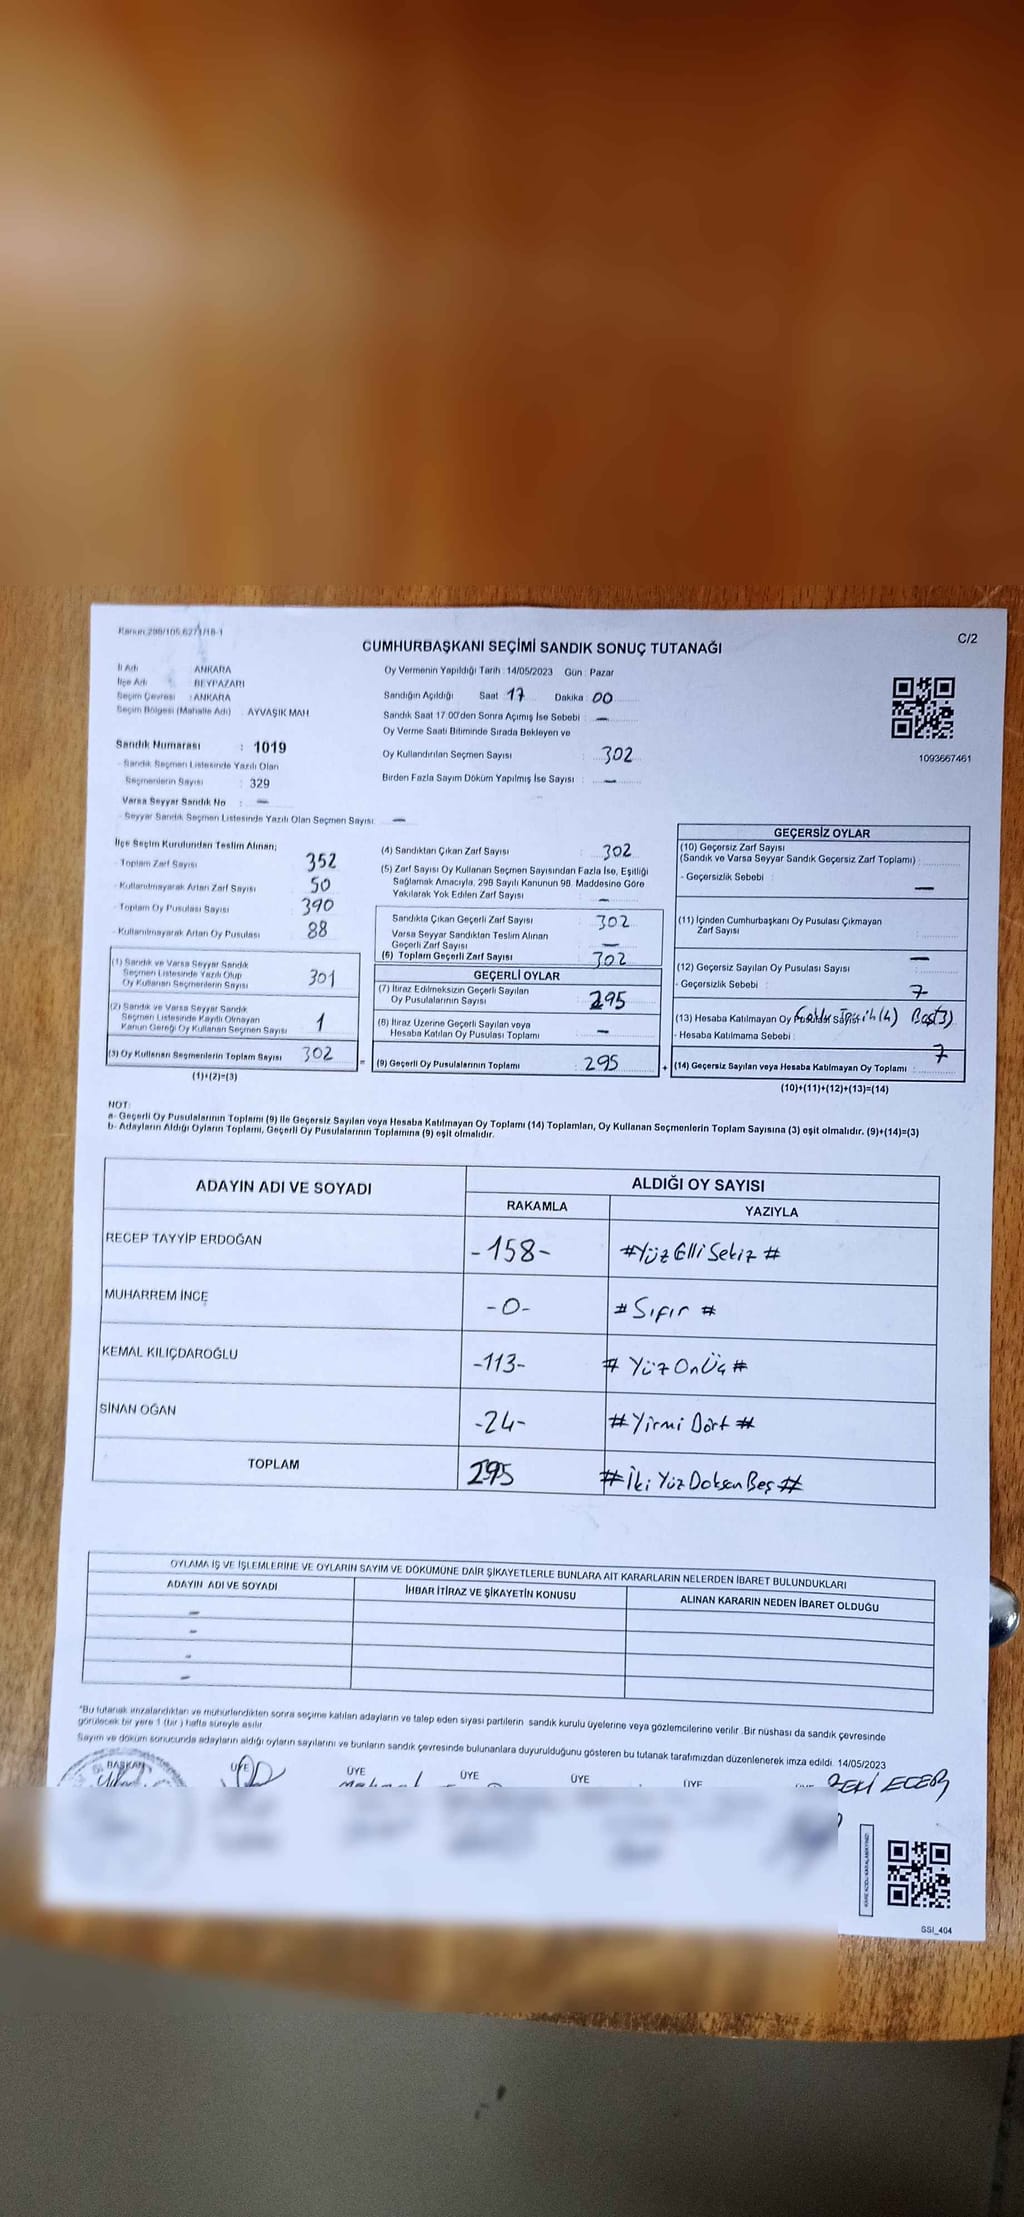 Kanun:298/105,6271/18-1
C/2
CUMHURBAŞKANI SEÇİMİ SANDIK SONUÇ TUTANAĞI
İl Adı : ANKARA
İlçe Adı : BEYPAZARI
Seçim Çevresi : ANKARA
Seçim Bölgesi (Mahalle Adı) : AYVAŞIK MAH
Oy Vermenin Yapıldığı Tarih : 14/05/2023 Gün : Pazar
Sandığın Açıldığı Saat 17 Dakika 00
Sandık Saat 17:00'den Sonra Açımış İse Sebebi : —
Oy Verme Saati Bitiminde Sırada Bekleyen ve
Oy Kullandırılan Seçmen Sayısı : 302
Birden Fazla Sayım Döküm Yapılmış İse Sayısı : —
1093667461
Sandık Numarası : 1019
- Sandık Seçmen Listesinde Yazılı Olan
Seçmenlerin Sayısı : 329
Varsa Seyyar Sandık No : —
- Seyyar Sandık Seçmen Listesinde Yazılı Olan Seçmen Sayısı: —
İlçe Seçim Kurulundan Teslim Alınan;
- Toplam Zarf Sayısı : 352
- Kullanılmayarak Artan Zarf Sayısı : 50
- Toplam Oy Pusulası Sayısı : 390
- Kullanılmayarak Artan Oy Pusulası : 88
(1) Sandık ve Varsa Seyyar Sandık
Seçmen Listesinde Yazılı Olup
Oy Kullanan Seçmenlerin Sayısı 301
(2) Sandık ve Varsa Seyyar Sandık
Seçmen Listesinde Kayıtlı Olmayan
Kanun Gereği Oy Kullanan Seçmen Sayısı : 1
(3) Oy Kullanan Seçmenlerin Toplam Sayısı 302
(1)+(2)=(3)
(4) Sandıktan Çıkan Zarf Sayısı : 302
(5) Zarf Sayısı Oy Kullanan Seçmen Sayısından Fazla İse, Eşitliği
Sağlamak Amacıyla, 298 Sayılı Kanunun 98. Maddesine Göre
Yakılarak Yok Edilen Zarf Sayısı : —
Sandıkta Çıkan Geçerli Zarf Sayısı : 302
Varsa Seyyar Sandıktan Teslim Alınan
Geçerli Zarf Sayısı : —
(6) Toplam Geçerli Zarf Sayısı : 302
GEÇERLİ OYLAR
(7) İtiraz Edilmeksizin Geçerli Sayılan
Oy Pusulalarının Sayısı : 295
(8) İtiraz Üzerine Geçerli Sayılan veya
Hesaba Katılan Oy Pusulası Toplamı : —
= (9) Geçerli Oy Pusulalarının Toplamı : 295
GEÇERSİZ OYLAR
(10) Geçersiz Zarf Sayısı
(Sandık ve Varsa Seyyar Sandık Geçersiz Zarf Toplamı) :
- Geçersizlik Sebebi : —
(11) İçinden Cumhurbaşkanı Oy Pusulası Çıkmayan
Zarf Sayısı : —
(12) Geçersiz Sayılan Oy Pusulası Sayısı : 7
- Geçersizlik Sebebi :
(13) Hesaba Katılmayan Oy Pusulası Sayısı (4) Boş(3)
- Hesaba Katılmama Sebebi :
+ (14) Geçersiz Sayılan veya Hesaba Katılmayan Oy Toplamı : 7
(10)+(11)+(12)+(13)=(14)
NOT:
a- Geçerli Oy Pusulalarının Toplamı (9) ile Geçersiz Sayılan veya Hesaba Katılmayan Oy Toplamı (14) Toplamları, Oy Kullanan Seçmenlerin Toplam Sayısına (3) eşit olmalıdır. (9)+(14)=(3)
b- Adayların Aldığı Oyların Toplamı, Geçerli Oy Pusulalarının Toplamına (9) eşit olmalıdır.
ADAYIN ADI VE SOYADI ALDIĞI OY SAYISI
RAKAMLA YAZIYLA
RECEP TAYYİP ERDOĞAN -158- #Yüz Elli Sekiz #
MUHARREM İNCE -0- # Sıfır #
KEMAL KILIÇDAROĞLU -113- # Yüz On Üç #
SİNAN OĞAN -24- # Yirmi Dört #
TOPLAM 295 # İki Yüz Doksan Beş #
OYLAMA İŞ VE İŞLEMLERİNE VE OYLARIN SAYIM VE DÖKÜMÜNE DAİR ŞİKAYETLERLE BUNLARA AİT KARARLARIN NELERDEN İBARET BULUNDUKLARI
ADAYIN ADI VE SOYADI İHBAR İTİRAZ VE ŞİKAYETİN KONUSU ALINAN KARARIN NEDEN İBARET OLDUĞU
—
—
—
—
*Bu tutanak imzalandıktan ve mühürlendikten sonra seçime katılan adayların ve talep eden siyasi partilerin sandık kurulu üyelerine veya gözlemcilerine verilir .Bir nüshası da sandık çevresinde
görülecek bir yere 1 (bir ) hafta süreyle asılır
Sayım ve döküm sonucunda adayların aldığı oyların sayılarını ve bunların sandık çevresinde bulunanlara duyurulduğunu gösteren bu tutanak tarafımızdan düzenlenerek imza edildi. 14/05/2023
BAŞKAN ÜYE ÜYE ÜYE ÜYE ÜYE
SSİ_404